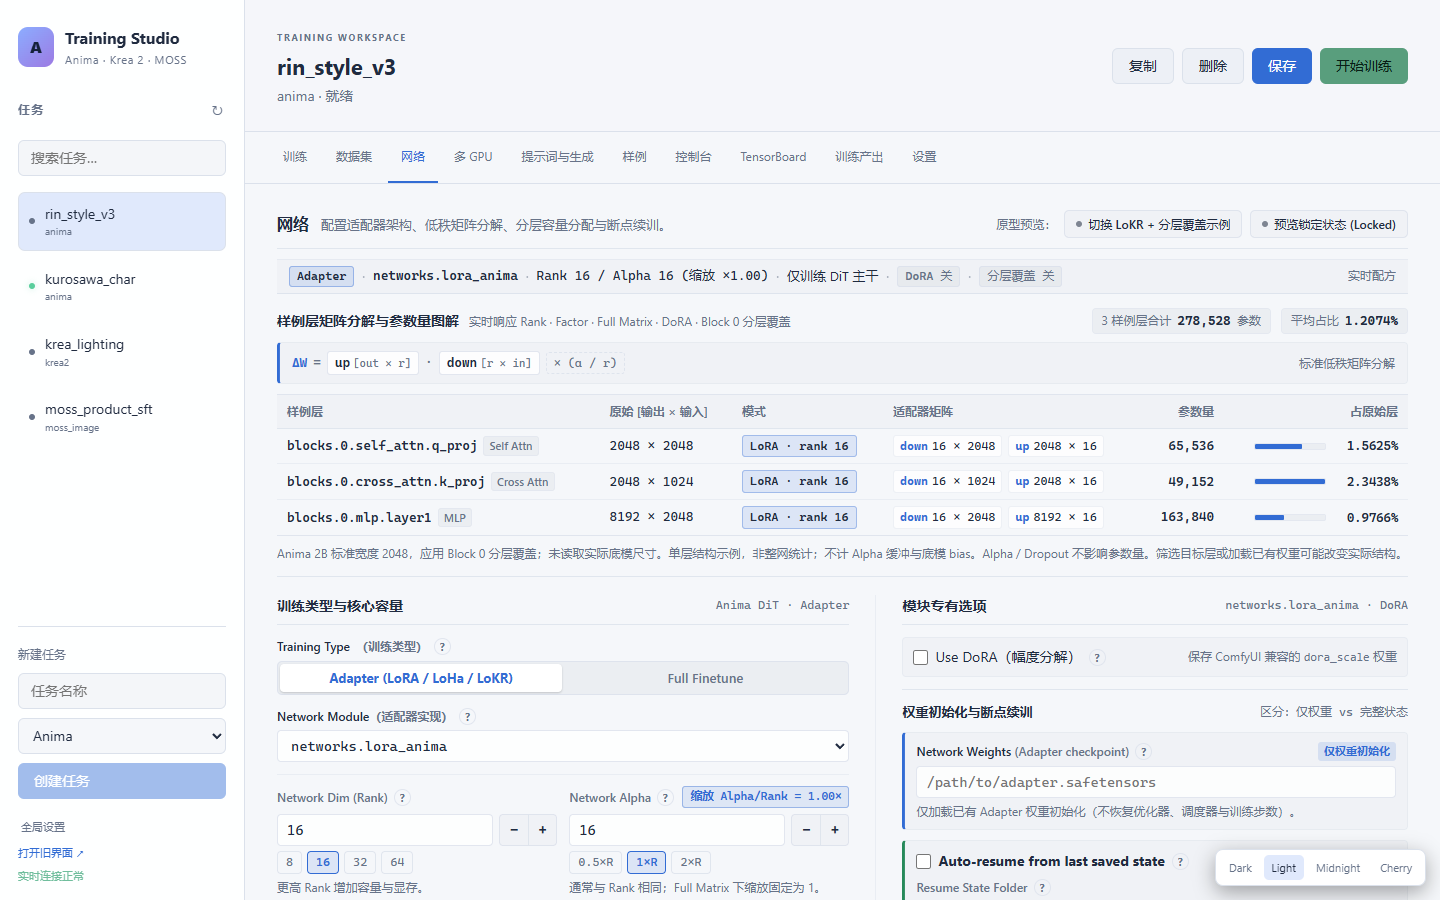 A
Training Studio
Anima · Krea 2 · MOSS
任务
↻
搜索任务...
rin_style_v3
anima
kurosawa_char
anima
krea_lighting
krea2
moss_product_sft
moss_image
新建任务
任务名称
Anima
创建任务
全局设置
打开旧界面 ↗
实时连接正常
TRAINING WORKSPACE
rin_style_v3
anima · 就绪
复制 删除 保存 开始训练
训练 数据集 网络 多 GPU 提示词与生成 样例 控制台 TensorBoard 训练产出 设置
网络 配置适配器架构、低秩矩阵分解、分层容量分配与断点续训。 原型预览: 切换 LoKR + 分层覆盖示例 预览锁定状态 (Locked)
Adapter · networks.lora_anima · Rank 16 / Alpha 16 (缩放 ×1.00) · 仅训练 DiT 主干 · DoRA 关 · 分层覆盖 关 实时配方
样例层矩阵分解与参数量图解 实时响应 Rank · Factor · Full Matrix · DoRA · Block 0 分层覆盖 3 样例层合计 278,528 参数 平均占比 1.2074%
ΔW = up [out × r] · down [r × in] × (α / r) 标准低秩矩阵分解
样例层 原始 [输出 × 输入] 模式 适配器矩阵 参数量 占原始层
blocks.0.self_attn.q_proj Self Attn 2048 × 2048 LoRA · rank 16 down 16 × 2048 up 2048 × 16 65,536 1.5625%
blocks.0.cross_attn.k_proj Cross Attn 2048 × 1024 LoRA · rank 16 down 16 × 1024 up 2048 × 16 49,152 2.3438%
blocks.0.mlp.layer1 MLP 8192 × 2048 LoRA · rank 16 down 16 × 2048 up 8192 × 16 163,840 0.9766%
Anima 2B 标准宽度 2048，应用 Block 0 分层覆盖；未读取实际底模尺寸。单层结构示例，非整网统计；不计 Alpha 缓冲与底模 bias。Alpha / Dropout 不影响参数量。筛选目标层或加载已有权重可能改变实际结构。
训练类型与核心容量 Anima DiT · Adapter
Training Type (训练类型) ?
Adapter (LoRA / LoHa / LoKR) Full Finetune
Network Module (适配器实现) ?
networks.lora_anima
Network Dim (Rank) ?
16 − +
8 16 32 64
更高 Rank 增加容量与显存。
Network Alpha ? 缩放 Alpha/Rank = 1.00×
16 − +
0.5×R 1×R 2×R
通常与 Rank 相同；Full Matrix 下缩放固定为 1。
模块专有选项 networks.lora_anima · DoRA
Use DoRA（幅度分解） ? 保存 ComfyUI 兼容的 dora_scale 权重
权重初始化与断点续训 区分：仅权重 vs 完整状态
Network Weights (Adapter checkpoint) ? 仅权重初始化
/path/to/adapter.safetensors
仅加载已有 Adapter 权重初始化（不恢复优化器、调度器与训练步数）。
Auto-resume from last saved state ?
Resume State Folder ?
Dark Light Midnight Cherry